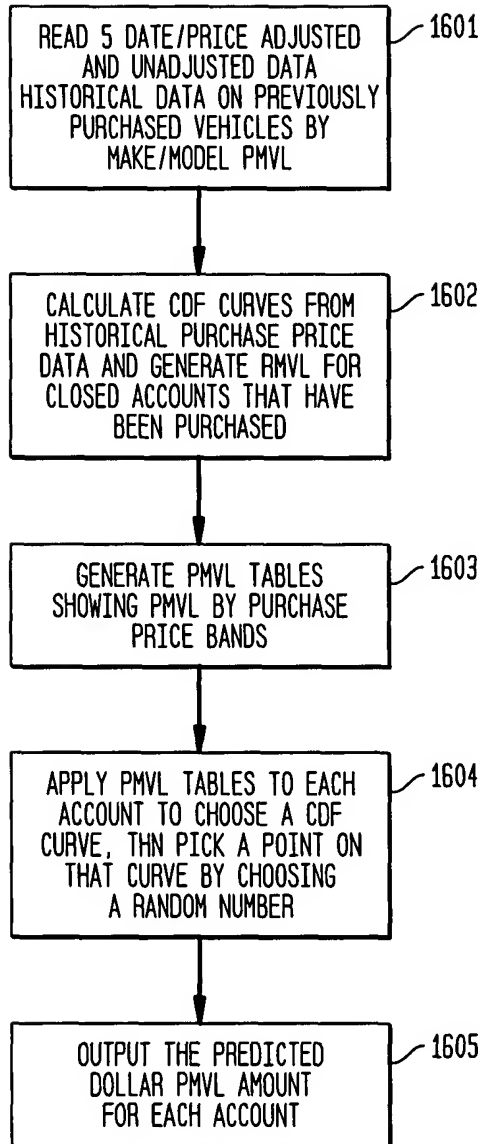 READ 5 DATE/PRICE ADJUSTED
AND UNADJUSTED DATA
HISTORICAL DATA ON PREVIOUSLY
PURCHASED VEHICLES BY
MAKE/MODEL PMVL
1601
CALCULATE CDF CURVES FROM
HISTORICAL PURCHASE PRICE
DATA AND GENERATE RMVL FOR
CLOSED ACCOUNTS THAT HAVE
BEEN PURCHASED
1602
GENERATE PMVL TABLES
SHOWING PMVL BY PURCHASE
PRICE BANDS
1603
APPLY PMVL TABLES TO EACH
ACCOUNT TO CHOOSE A CDF
CURVE, THN PICK A POINT ON
THAT CURVE BY CHOOSING
A RANDOM NUMBER
1604
OUTPUT THE PREDICTED
DOLLAR PMVL AMOUNT
FOR EACH ACCOUNT
1605